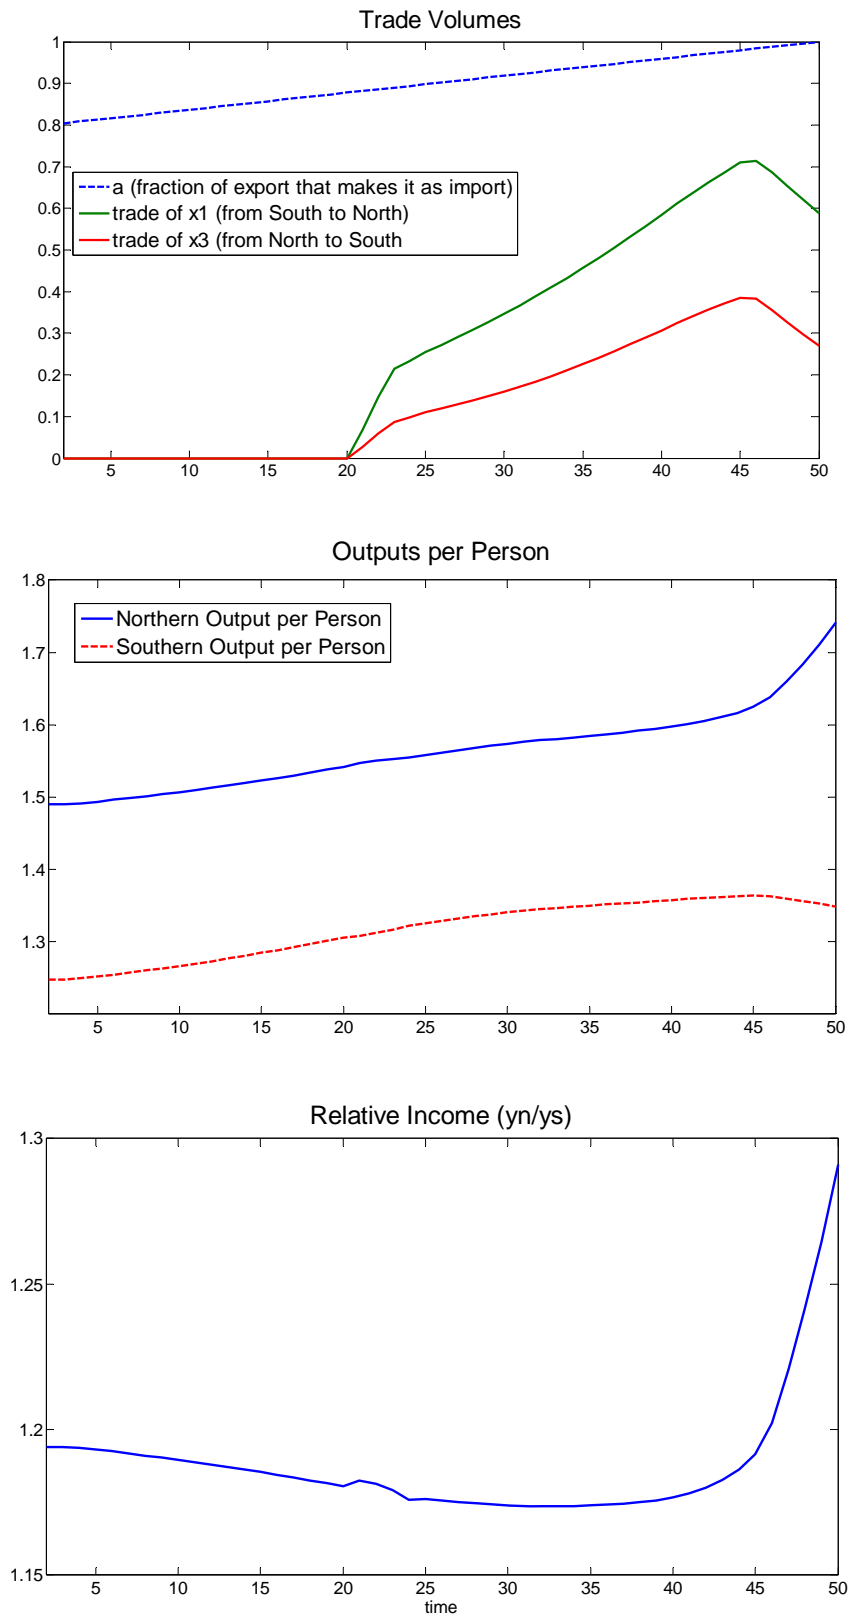 Trade Volumes
1
0.9
0.8
0.7
0.6
0.5
0.4
0.3
0.2
0.1
0
a (fraction of export that makes it as import)
trade of x1 (from South to North)
trade of x3 (from North to South
5 10 15 20 25 30 35 40 45 50
Outputs per Person
1.8
1.7
1.6
1.5
1.4
1.3
Northern Output per Person
Southern Output per Person
5 10 15 20 25 30 35 40 45 50
Relative Income (yn/ys)
1.3
1.25
1.2
1.15
5 10 15 20 25 30 35 40 45 50
time